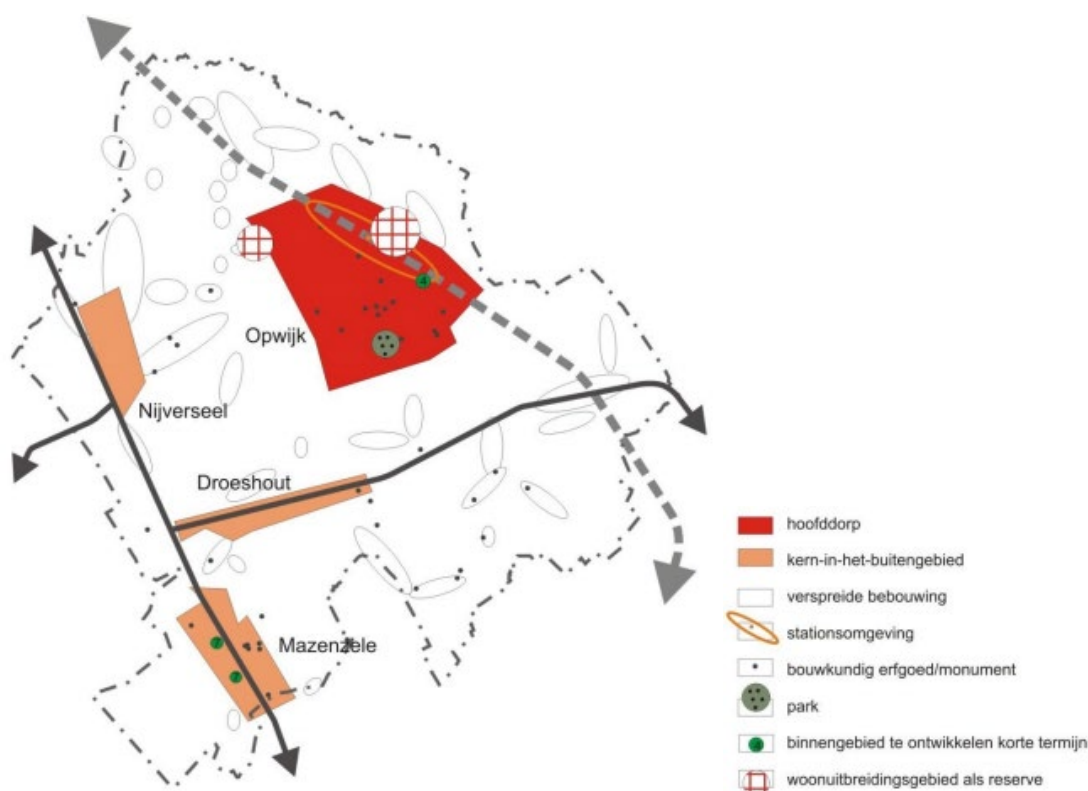 Opwijk
Nijverseel
Droeshout
Mazenzele
4
hoofddorp
kern-in-het-buitengebied
verspreide bebouwing
stationsomgeving
bouwkundig erfgoed/monument
park
binnengebied te ontwikkelen korte termijn
woonuitbreidingsgebied als reserve